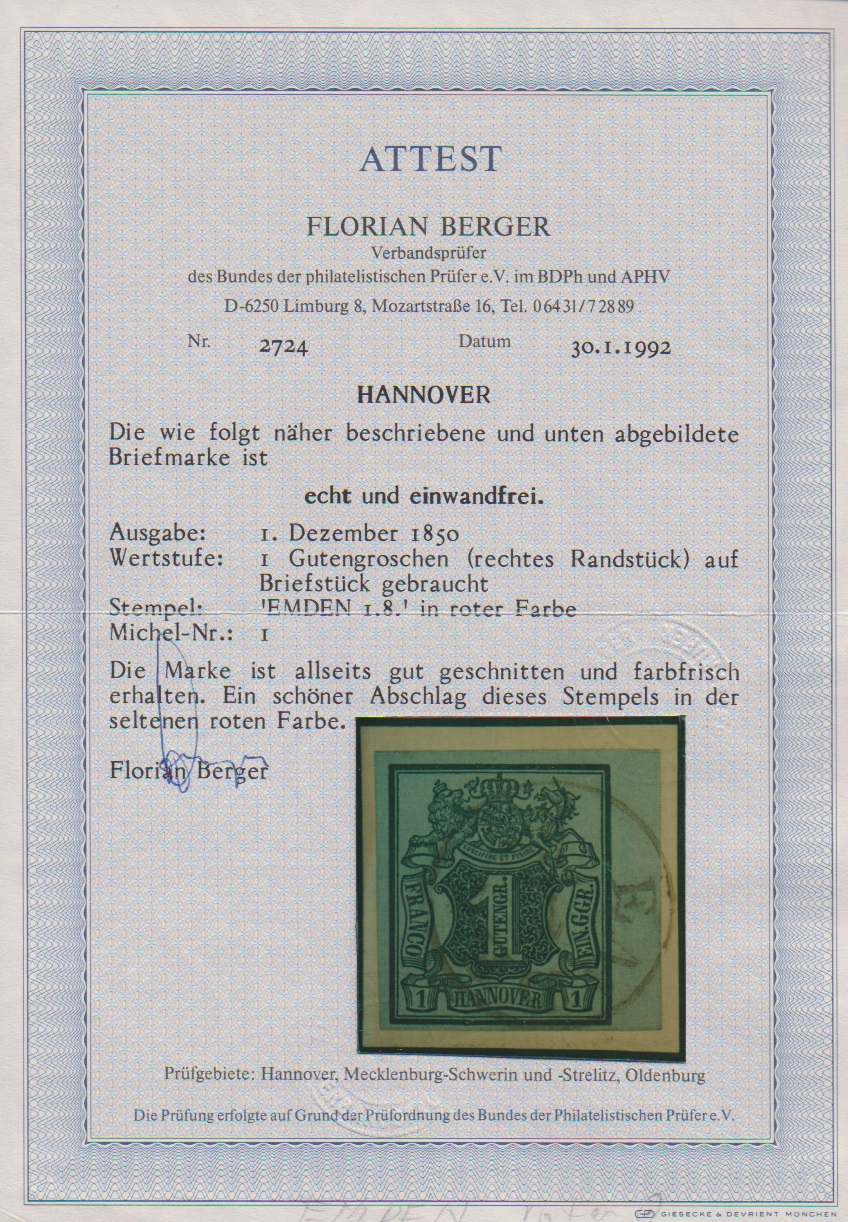 ATTEST
FLORIAN BERGER
Verbandsprüfer
des Bundes der philatelistischen Prüfer e.V. im BDPh und APHV
D-6250 Limburg 8, Mozartstraße 16, Tel. 06431/72889
Nr. 2724 Datum 30.1.1992
HANNOVER
Die wie folgt näher beschriebene und unten abgebildete
Briefmarke ist
echt und einwandfrei.
Ausgabe: 1. Dezember 1850
Wertstufe: 1 Gutengroschen (rechtes Randstück) auf
Briefstück gebraucht
Stempel: 'EMDEN 1.8.' in roter Farbe
Michel-Nr.: 1
Die Marke ist allseits gut geschnitten und farbfrisch
erhalten. Ein schöner Abschlag dieses Stempels in der
seltenen roten Farbe.
Florian Berger
FRANCO
1
GUTENGR.
EIN.GGR.
1 HANNOVER 1
EM
Prüfgebiete: Hannover, Mecklenburg-Schwerin und -Strelitz, Oldenburg
Die Prüfung erfolgte auf Grund der Prüfordnung des Bundes der Philatelistischen Prüfer e.V.
EMDEN
GIESECKE & DEVRIENT MÜNCHEN